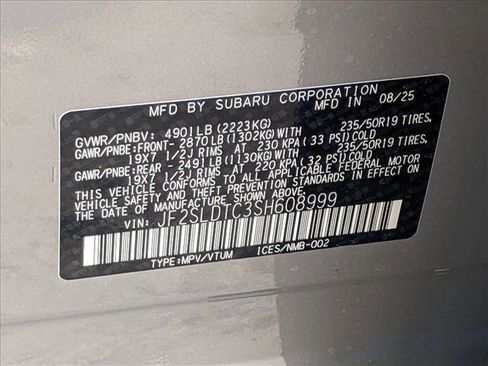 MFD BY SUBARU CORPORATION IN 08/25
GVWR/PNBV: 4901LB (2223KG)
GAWR/PNBE:FRONT- 2870LB(1302KG)WITH 235/50R19 TIRES,
19X7 1/2J RIMS AT 230 KPA( 33 PSI)COLD
GAWR/PNBE:REAR - 2491LB(1130KG)WITH 235/50R19 TIRES,
19X7 1/2J RIMS AT 220 KPA( 32 PSI)COLD
THIS VEHICLE CONFORMS TO ALL APPLICABLE FEDERAL MOTOR
VEHICLE SAFETY STANDARDS IN EFFECT ON
THE DATE OF MANUFACTURE SHOWN ABOVE.
VIN: JF2SLDTC3SH608999
TYPE:MPV/VTUM ICES/NMB-002